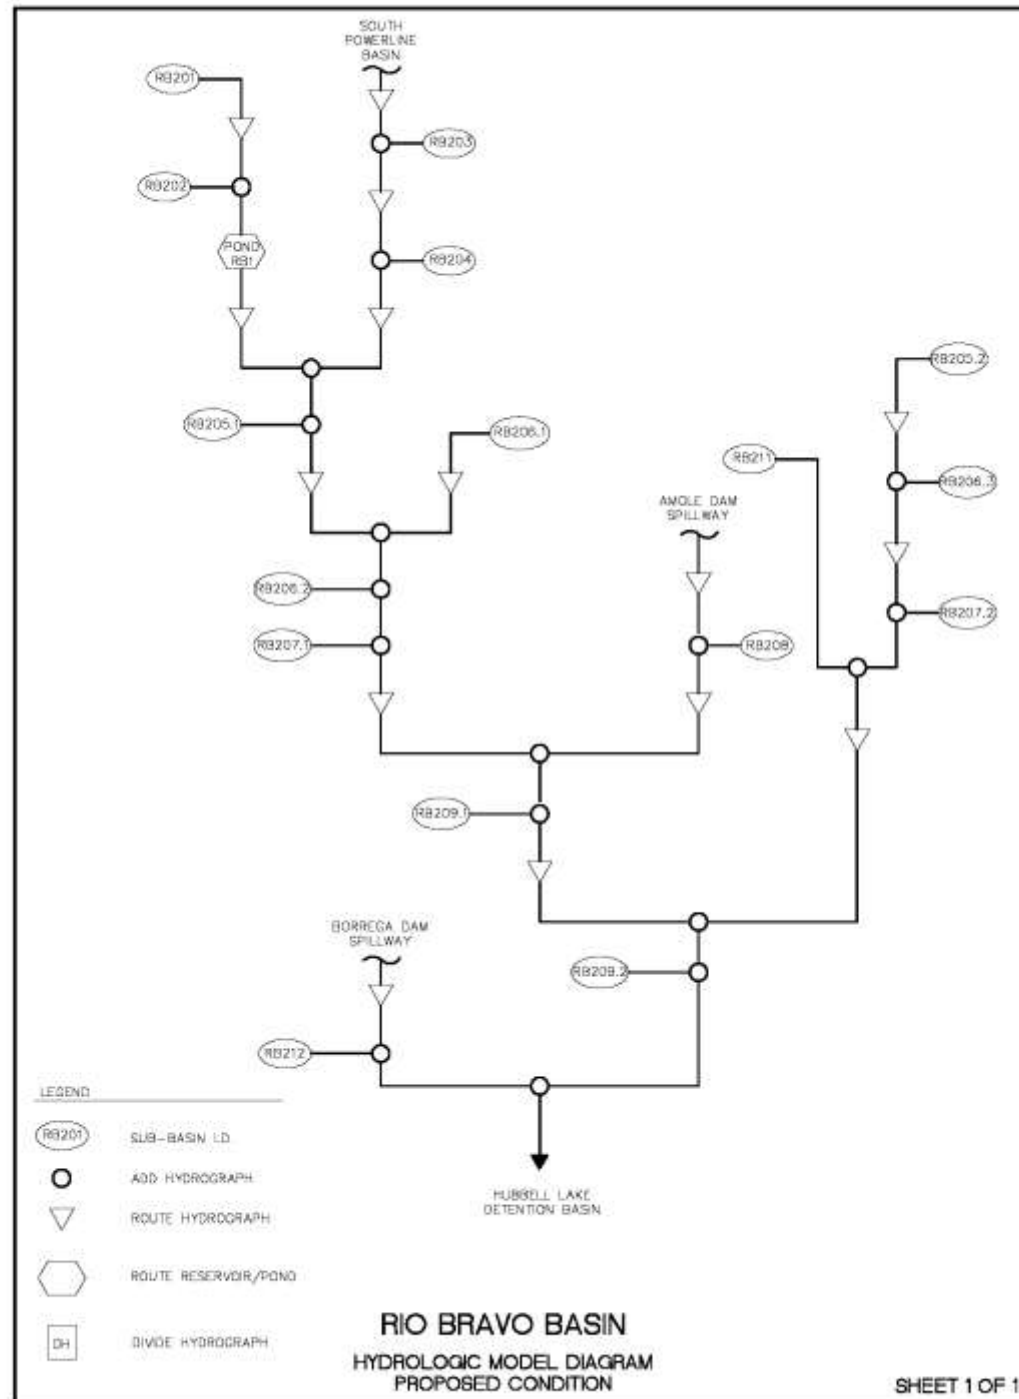 SOUTH
POWERLINE
BASIN
RB201
RB203
RB202
POND
RB1
RB204
RB205.2
RB205.1
RB206.1
RB211
RB206.3
AMOLE DAM
SPILLWAY
RB206.2
RB207.2
RB207.1
RB208
RB209.1
BORREGA DAM
SPILLWAY
RB209.2
RB212
LEGEND
RB201
SUB-BASIN I.D.
ADD HYDROGRAPH
ROUTE HYDROGRAPH
HUBBELL LAKE
DETENTION BASIN
ROUTE RESERVOIR/POND
DH
DIVIDE HYDROGRAPH
RIO BRAVO BASIN
HYDROLOGIC MODEL DIAGRAM
PROPOSED CONDITION
SHEET 1 OF 1